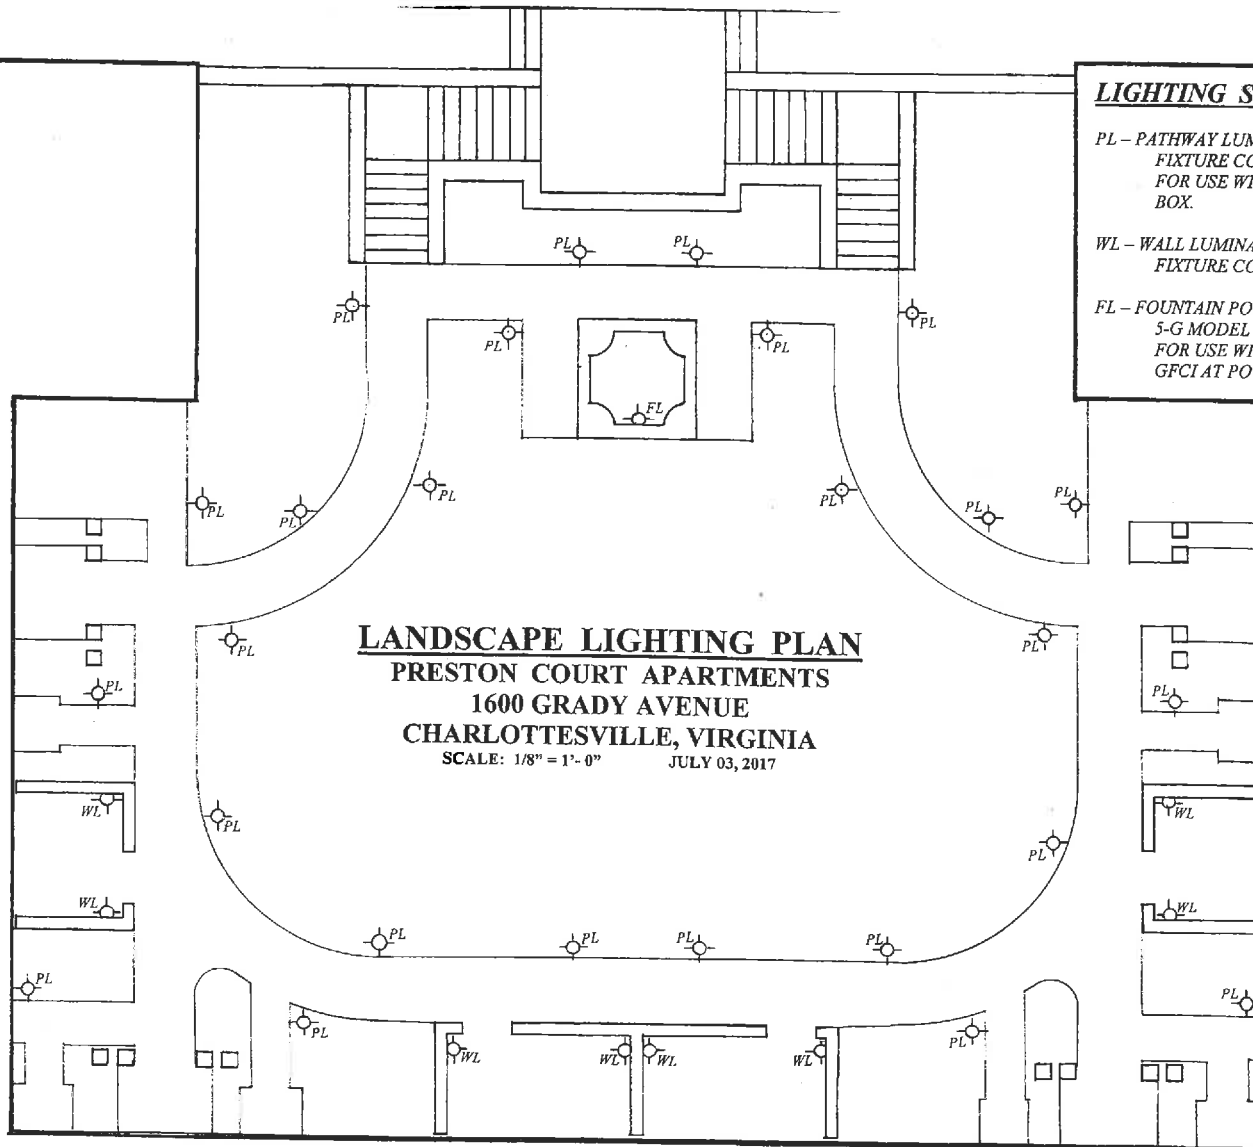 LIGHTING S
PL – PATHWAY LUM
FIXTURE CO
FOR USE WI
BOX.
WL – WALL LUMINA
FIXTURE CO
FL – FOUNTAIN PO
5-G MODEL
FOR USE WI
GFCI AT PO
PL
PL
PL
PL
PL
PL
FL
PL
PL
PL
PL
PL
PL
PL
PL
LANDSCAPE LIGHTING PLAN
PRESTON COURT APARTMENTS
1600 GRADY AVENUE
CHARLOTTESVILLE, VIRGINIA
SCALE: 1/8" = 1'- 0" JULY 03, 2017
PL
PL
WL
WL
PL
PL
WL
WL
PL
PL
PL
PL
PL
PL
PL
PL
WL
WL
WL
WL